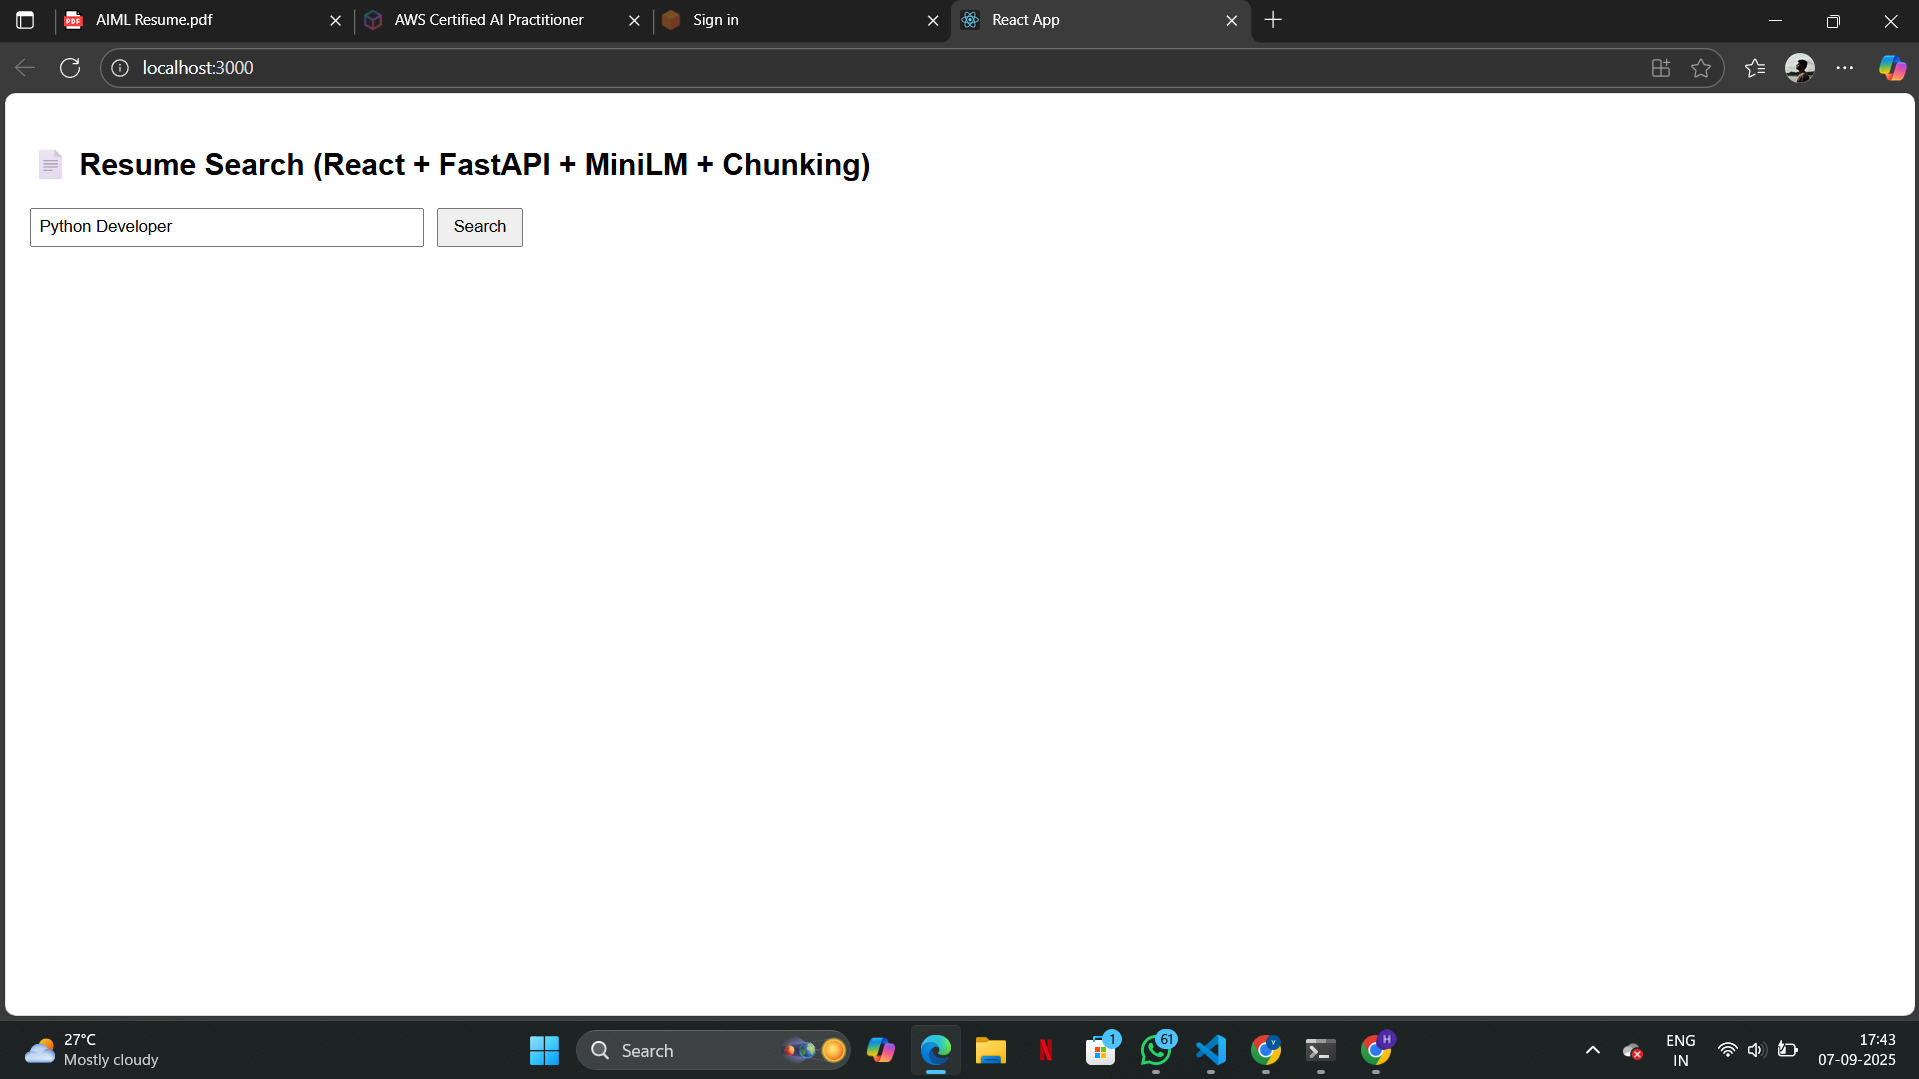 AIML Resume.pdf
AWS Certified AI Practitioner
Sign in
React App
localhost:3000
Resume Search (React + FastAPI + MiniLM + Chunking)
Python Developer
Search
27°C
Mostly cloudy
Search
1
61
V
H
ENG
IN
17:43
07-09-2025